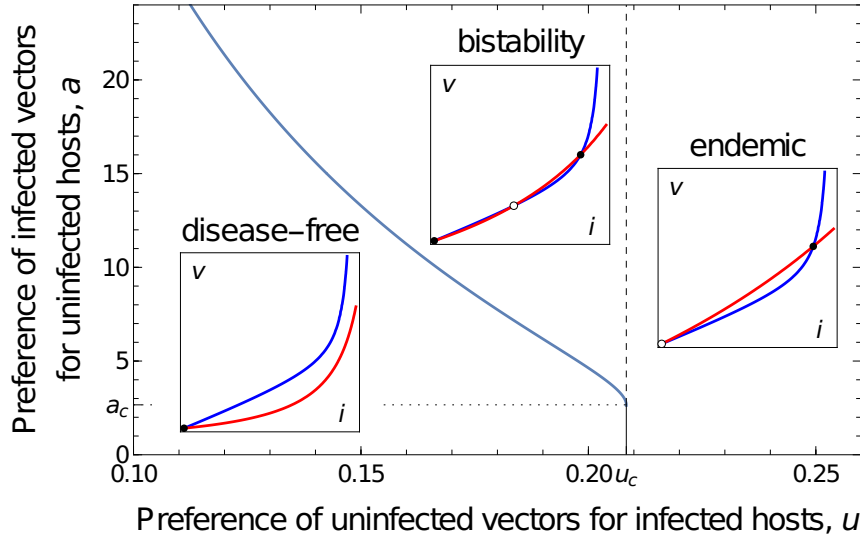 Preference of infected vectors
for uninfected hosts, a
20
15
10
5
a_c
0
bistability
v
i
endemic
v
i
disease–free
v
i
0.10
0.15
0.20
u_c
0.25
Preference of uninfected vectors for infected hosts, u